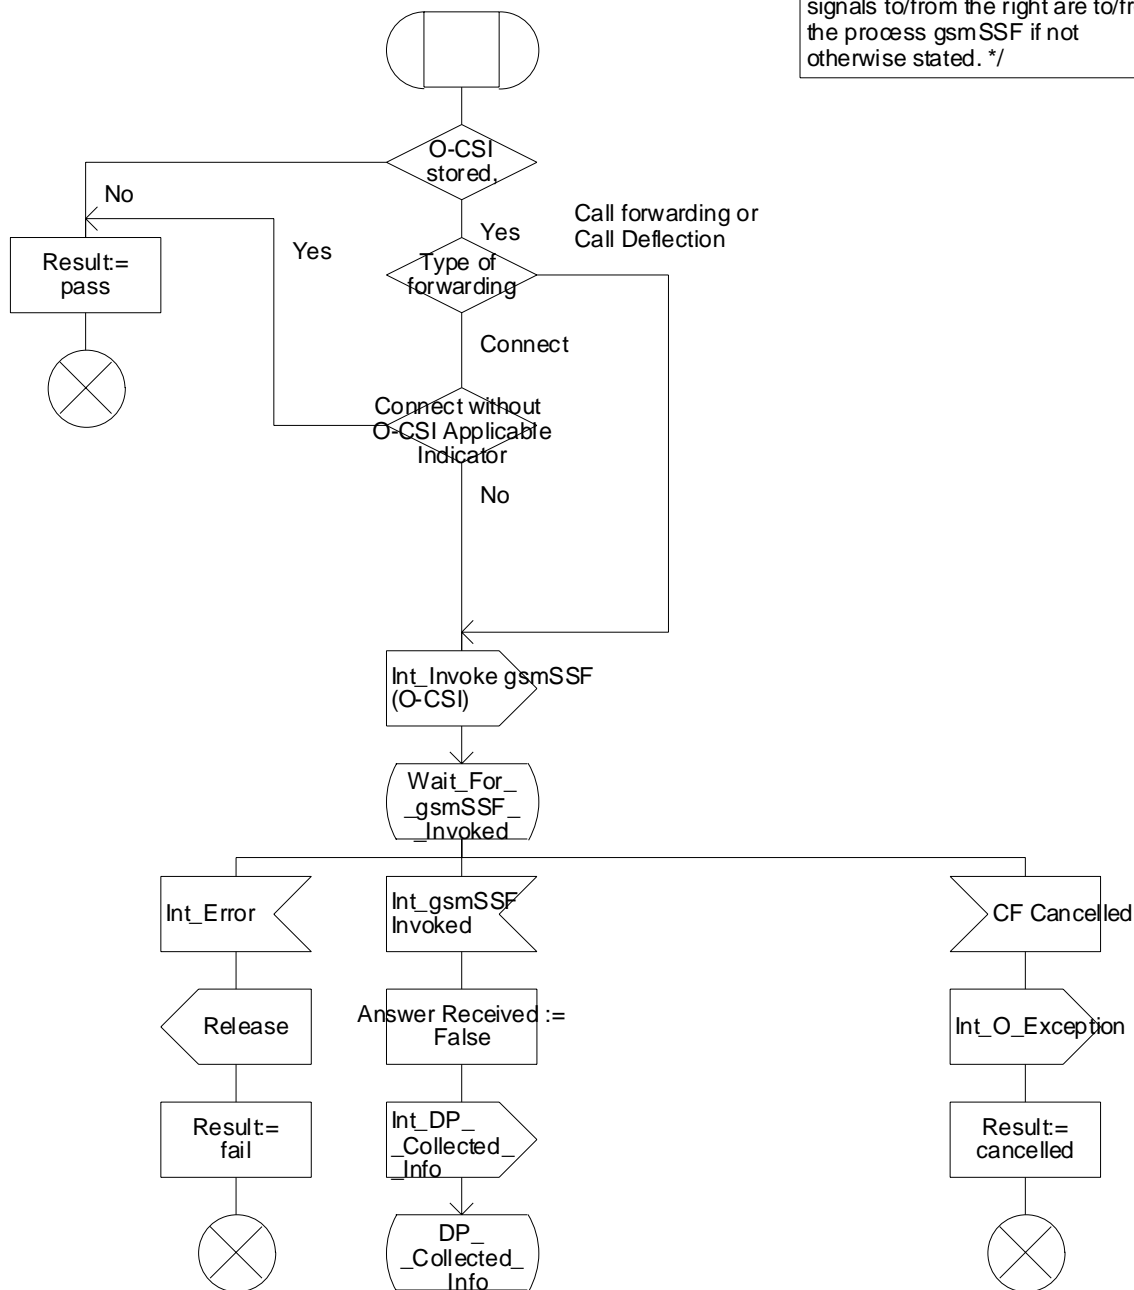 signals to/from the right are to/fr
the process gsmSSF if not
otherwise stated. */
O-CSI
stored,
No
Yes
Call forwarding or
Call Deflection
Yes
Result:=
pass
Type of
forwarding
Connect
Connect without
O-CSI Applicable
Indicator
No
Int_Invoke gsmSSF
(O-CSI)
Wait_For_
_gsmSSF_
_Invoked
Int_Error
Int_gsmSSF
Invoked
CF Cancelled
Release
Answer Received :=
False
Int_O_Exception
Result:=
fail
Int_DP_
_Collected_
_Info
Result:=
cancelled
DP_
_Collected_
_Info